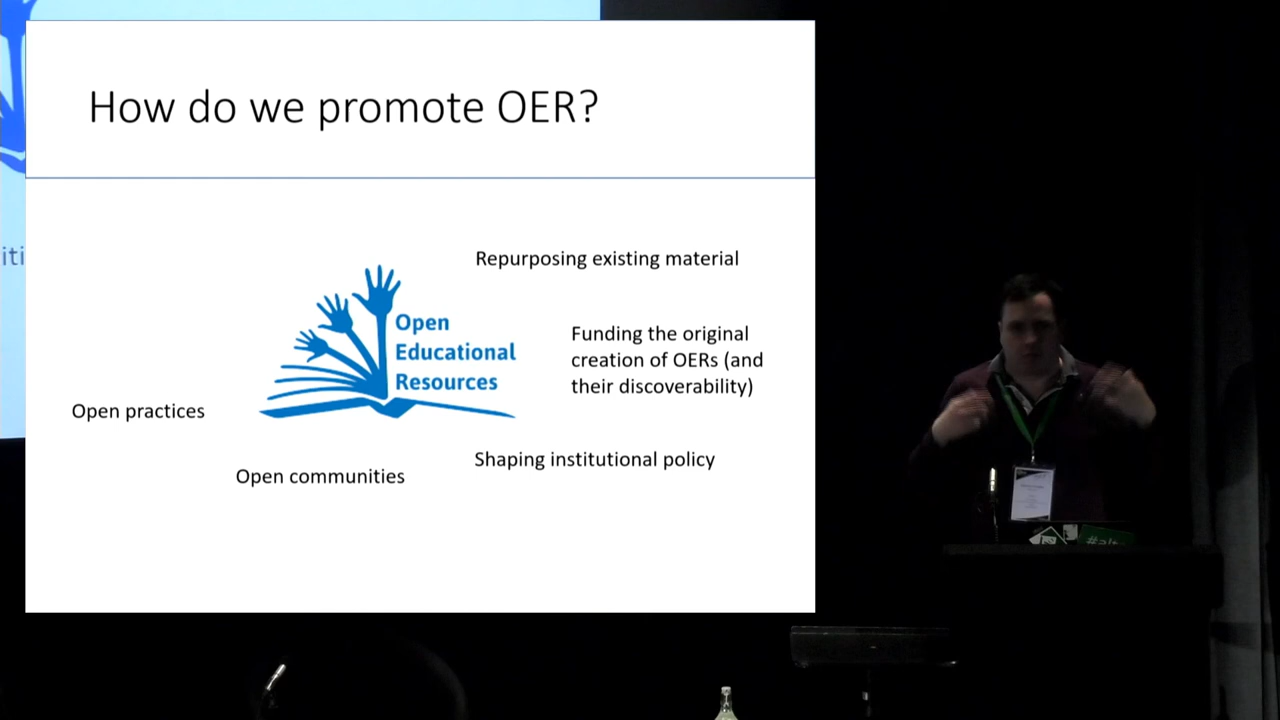 How do we promote OER?
iti
Repurposing existing material
Open
Educational
Resources
Funding the original
creation of OERs (and
their discoverability)
Open practices
Shaping institutional policy
Open communities